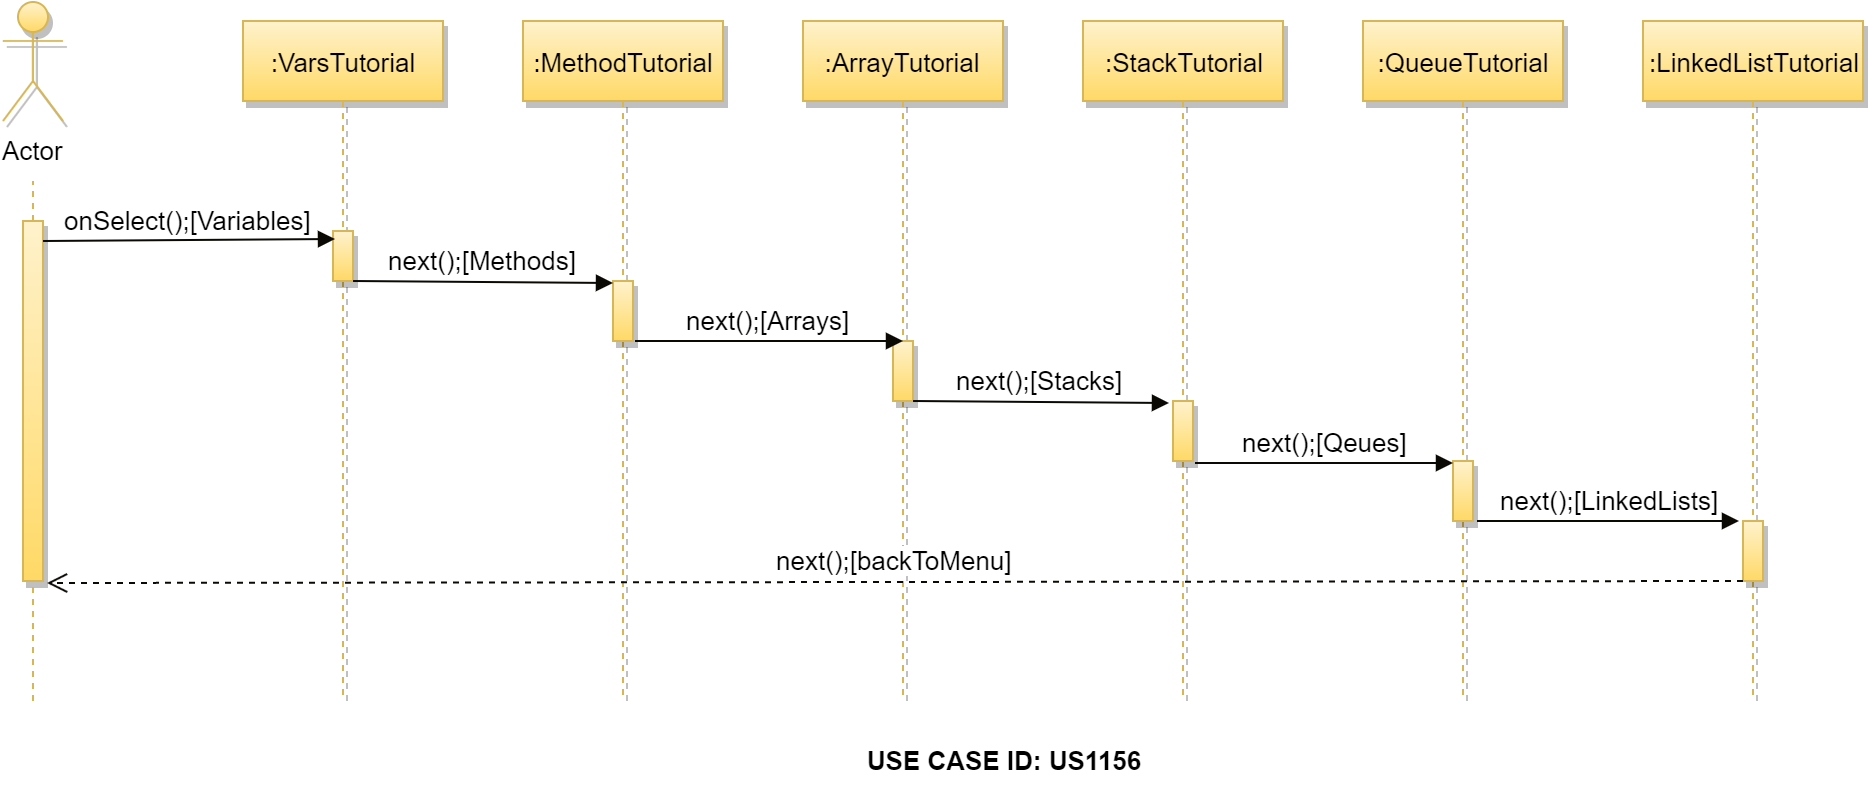 :VarsTutorial
:MethodTutorial
:ArrayTutorial
:StackTutorial
:QueueTutorial
:LinkedListTutorial
Actor
onSelect();[Variables]
next();[Methods]
next();[Arrays]
next();[Stacks]
next();[Qeues]
next();[LinkedLists]
next();[backToMenu]
USE CASE ID: US1156